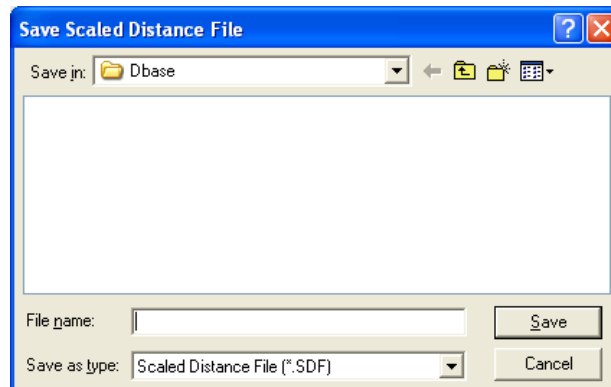 Save Scaled Distance File
Save in: Dbase
File name:
Save
Save as type: Scaled Distance File (*.SDF)
Cancel